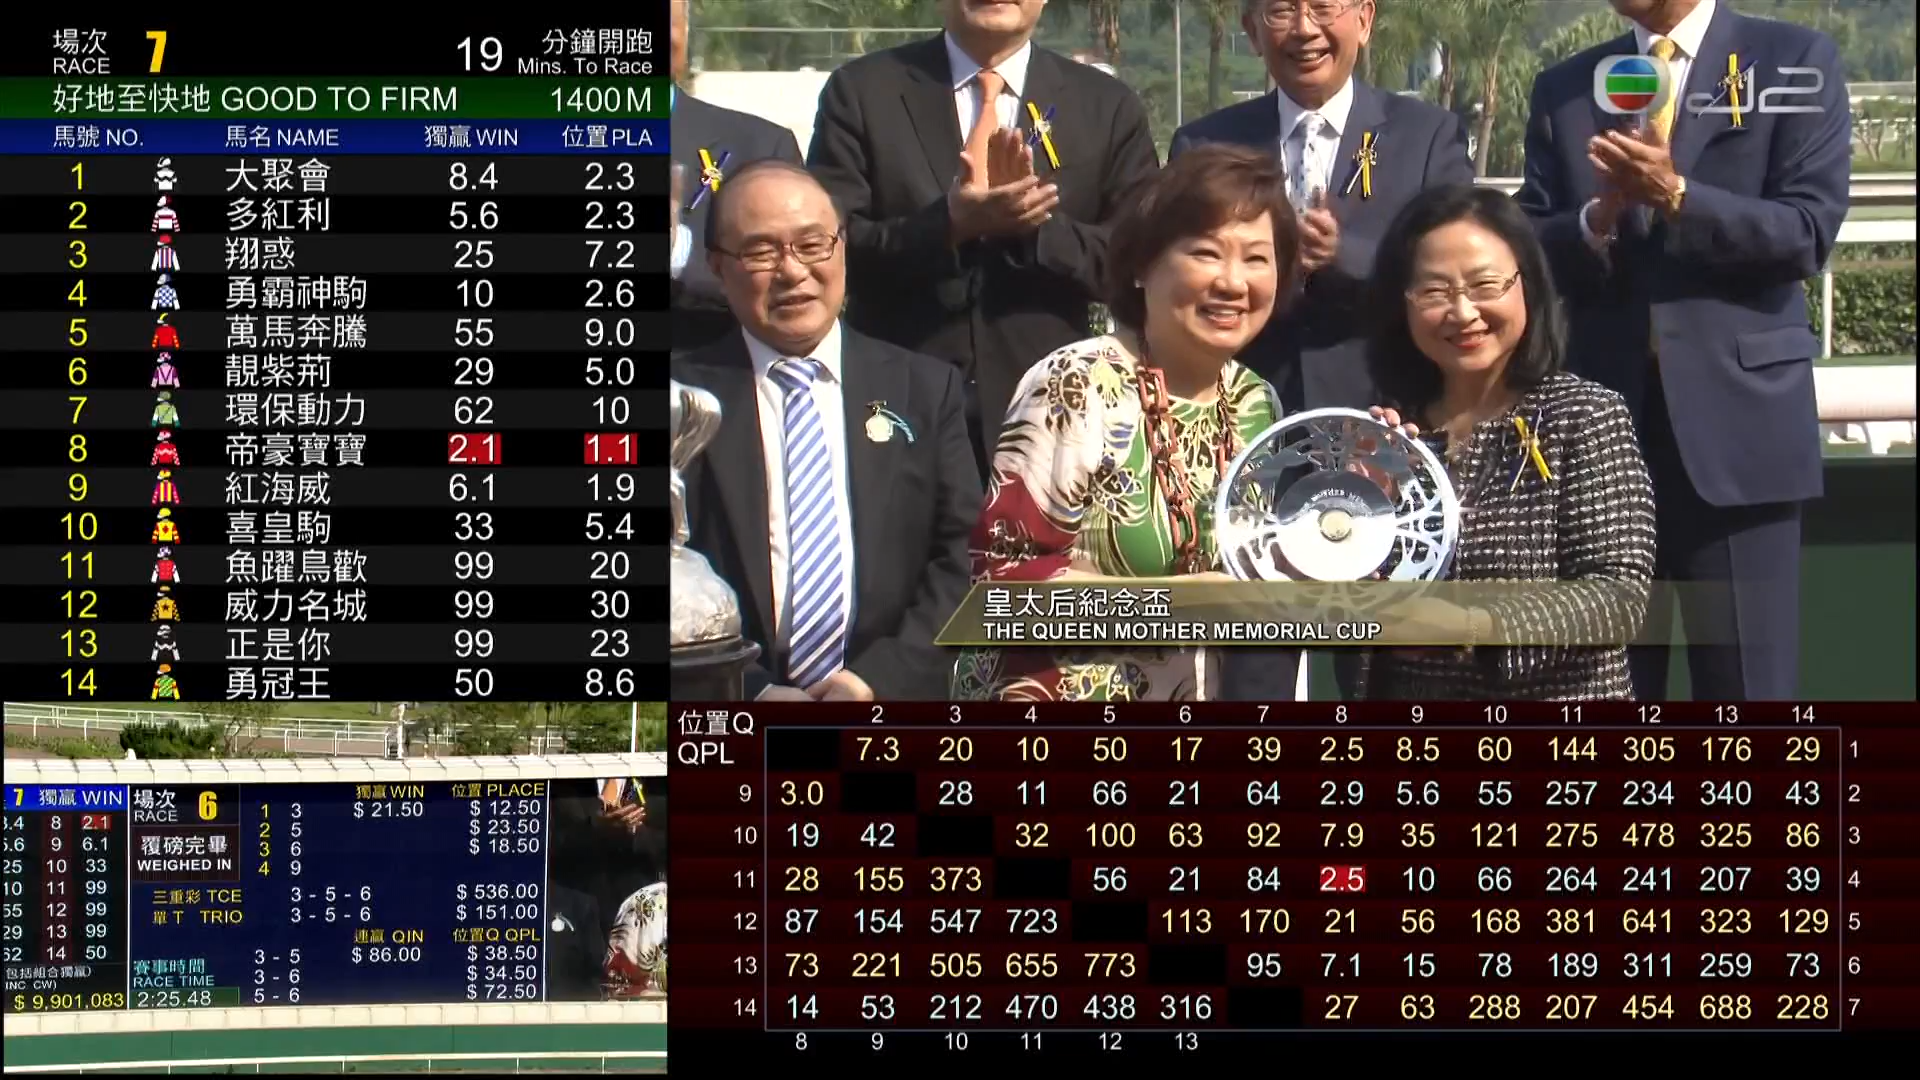 場次 7 19 分鐘開跑
RACE Mins. To Race
好地至快地 GOOD TO FIRM 1400 M
馬號 NO. 馬名 NAME 獨贏 WIN 位置 PLA
1 大聚會 8.4 2.3
2 多紅利 5.6 2.3
3 翔惑 25 7.2
4 勇霸神駒 10 2.6
5 萬馬奔騰 55 9.0
6 靚紫荊 29 5.0
7 環保動力 62 10
8 帝豪寶寶 2.1 1.1
9 紅海威 6.1 1.9
10 喜皇駒 33 5.4
11 魚躍鳥歡 99 20
12 威力名城 99 30
13 正是你 99 23
14 勇冠王 50 8.6
J2
皇太后紀念盃
THE QUEEN MOTHER MEMORIAL CUP
7 獨贏 WIN
.4 8 2.1
.6 9 6.1
25 10 33
10 11 99
55 12 99
29 13 99
62 14 50
包括組合獨贏)
INC CW)
$ 9,901,083
場次 6
RACE
覆磅完畢
WEIGHED IN
獨贏 WIN 位置 PLACE
1 3 $ 21.50 $ 12.50
2 5 $ 23.50
3 6 $ 18.50
4 9
三重彩 TCE 3 - 5 - 6 $ 536.00
單 T TRIO 3 - 5 - 6 $ 151.00
連贏 QIN 位置Q QPL
3 - 5 $ 86.00 $ 38.50
3 - 6 $ 34.50
5 - 6 $ 72.50
賽事時間
RACE TIME
2:25.48
位置Q
QPL
2 3 4 5 6 7 8 9 10 11 12 13 14
7.3 20 10 50 17 39 2.5 8.5 60 144 305 176 29 1
9 3.0 28 11 66 21 64 2.9 5.6 55 257 234 340 43 2
10 19 42 32 100 63 92 7.9 35 121 275 478 325 86 3
11 28 155 373 56 21 84 2.5 10 66 264 241 207 39 4
12 87 154 547 723 113 170 21 56 168 381 641 323 129 5
13 73 221 505 655 773 95 7.1 15 78 189 311 259 73 6
14 14 53 212 470 438 316 27 63 288 207 454 688 228 7
8 9 10 11 12 13